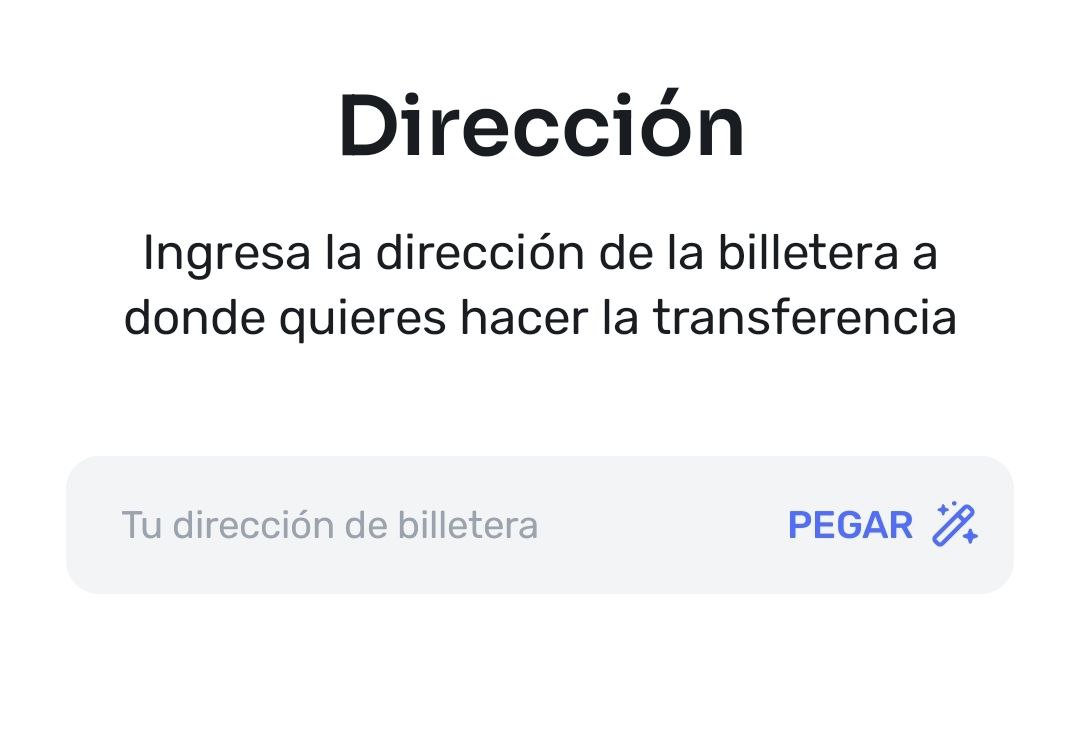 Dirección
Ingresa la dirección de la billetera a
donde quieres hacer la transferencia
Tu dirección de billetera PEGAR